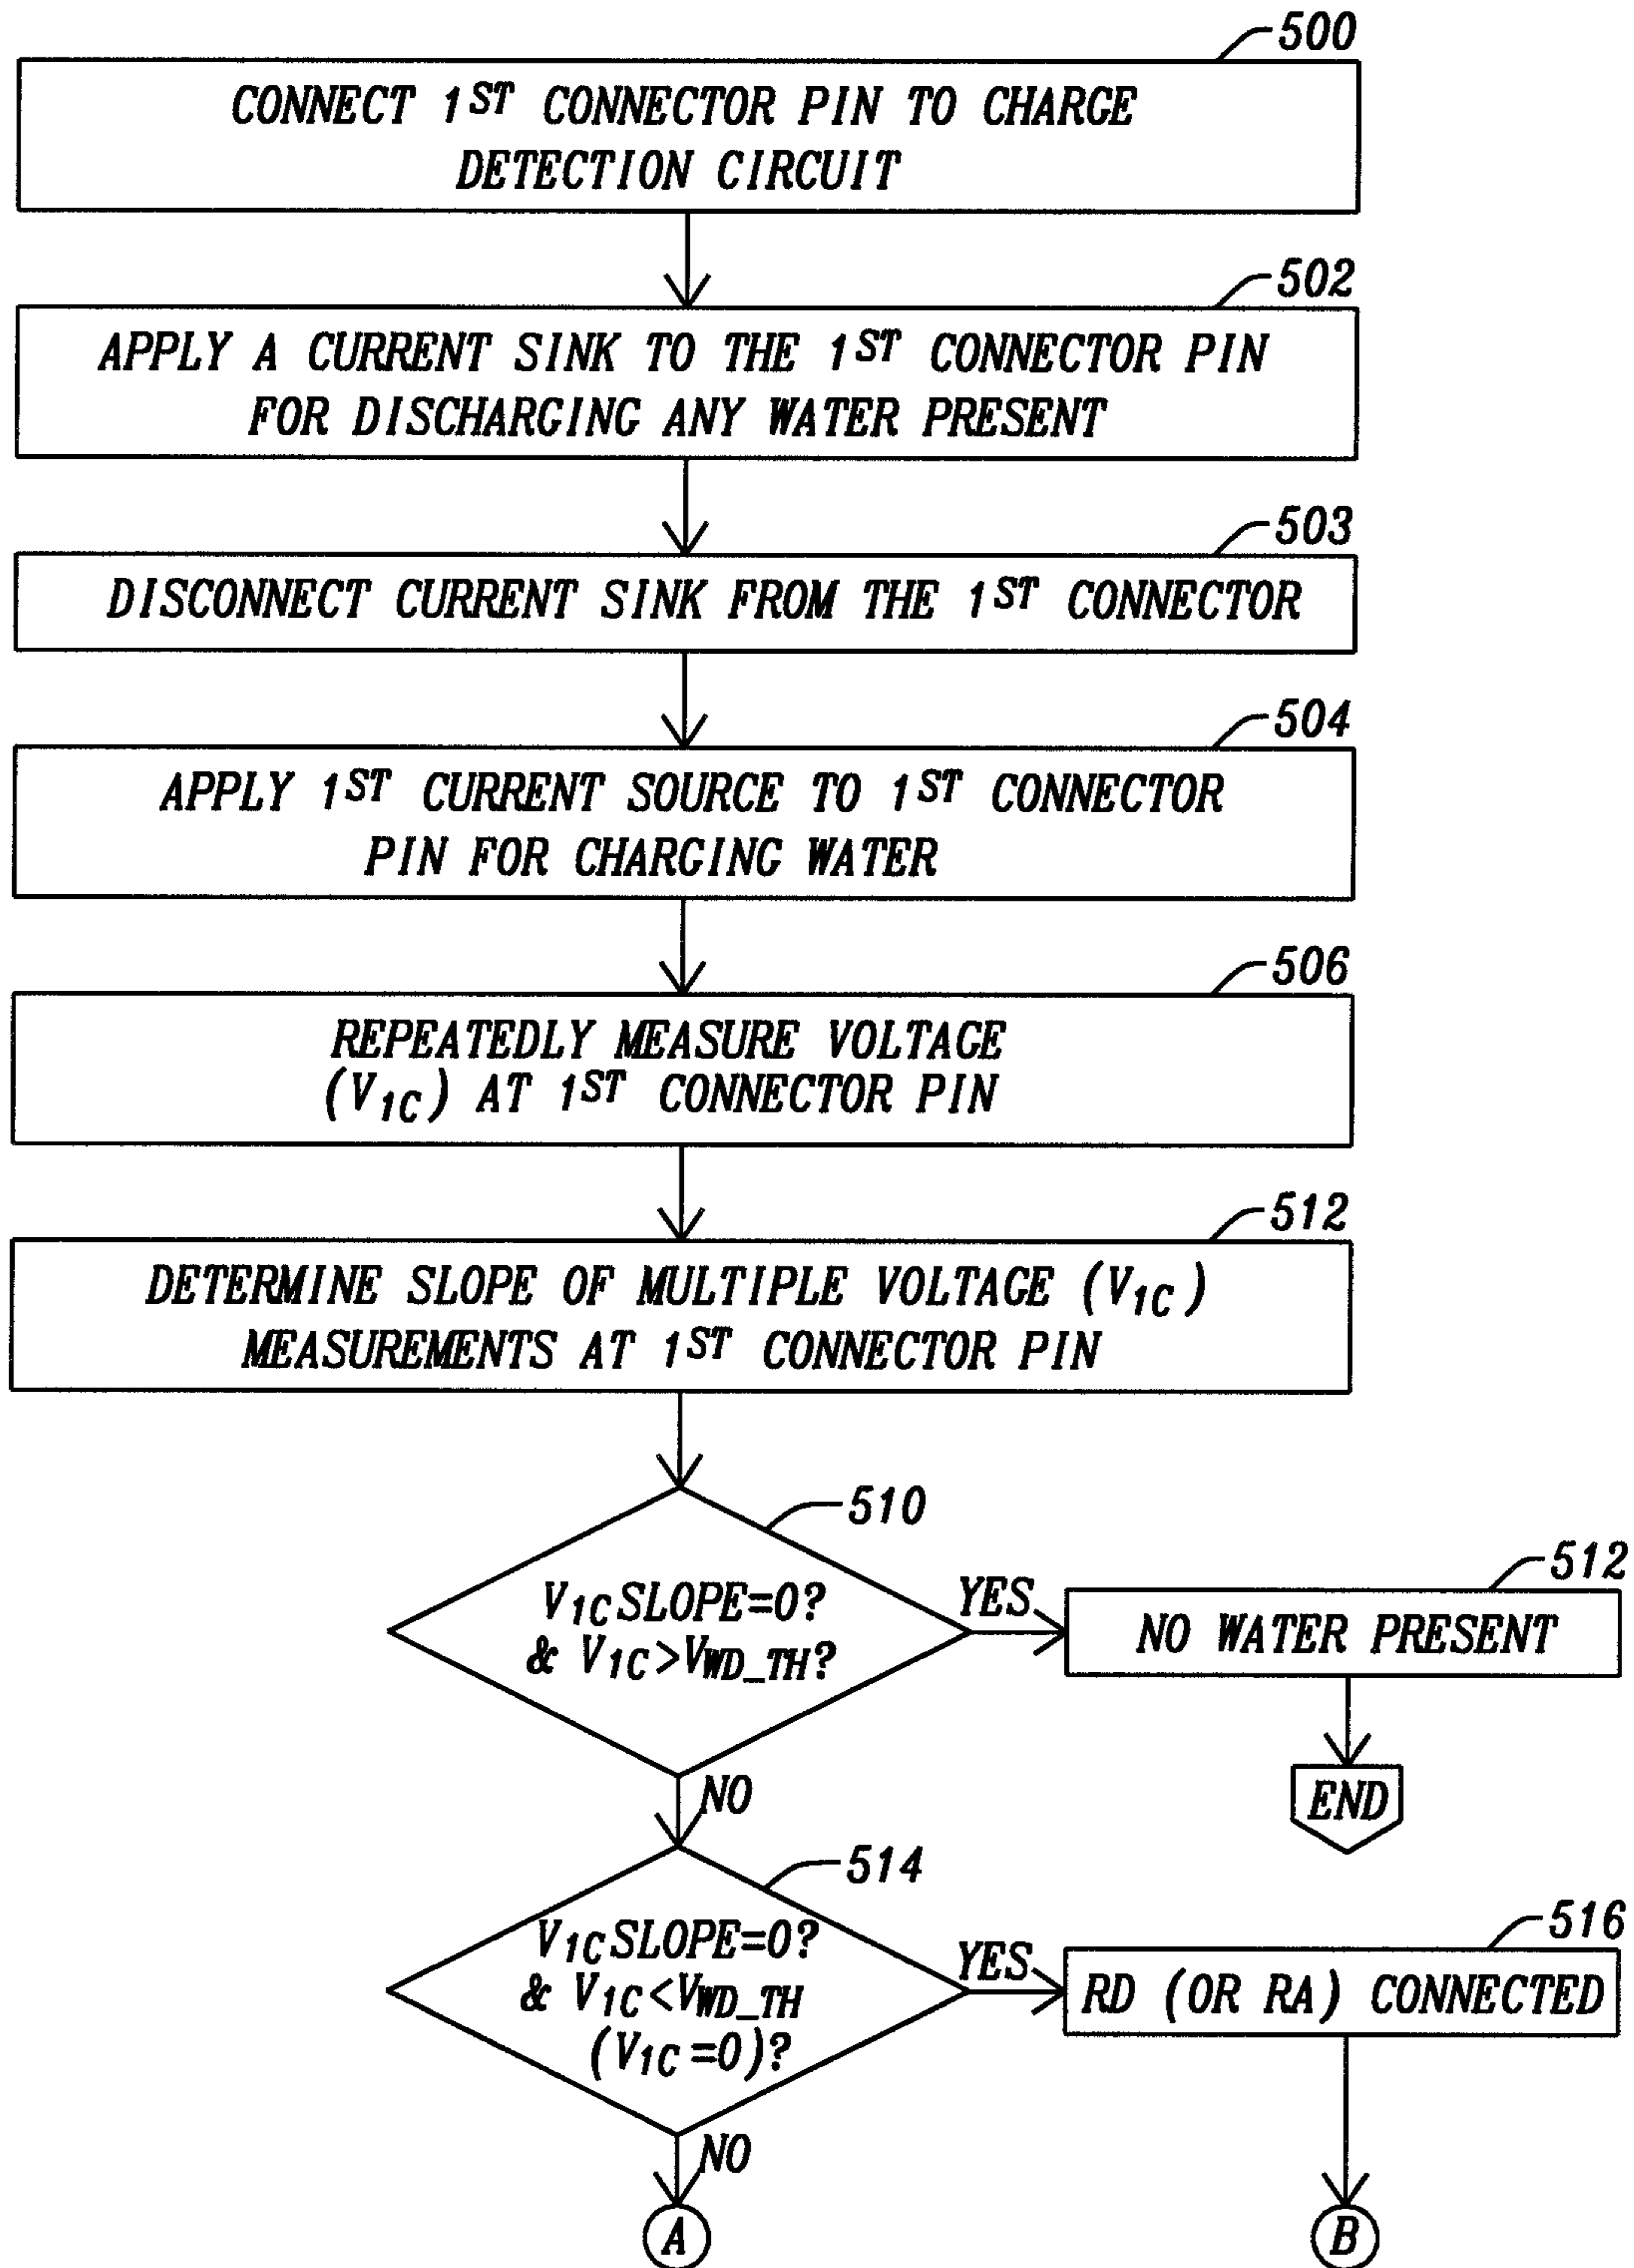 500
CONNECT 1ST CONNECTOR PIN TO CHARGE
DETECTION CIRCUIT
502
APPLY A CURRENT SINK TO THE 1ST CONNECTOR PIN
FOR DISCHARGING ANY WATER PRESENT
503
DISCONNECT CURRENT SINK FROM THE 1ST CONNECTOR
504
APPLY 1ST CURRENT SOURCE TO 1ST CONNECTOR
PIN FOR CHARGING WATER
506
REPEATEDLY MEASURE VOLTAGE
(V1C) AT 1ST CONNECTOR PIN
512
DETERMINE SLOPE OF MULTIPLE VOLTAGE (V1C)
MEASUREMENTS AT 1ST CONNECTOR PIN
510
V1C SLOPE=0?
& V1C>VWD_TH?
YES
512
NO WATER PRESENT
END
NO
514
V1C SLOPE=0?
& V1C<VWD_TH
(V1C=0)?
YES
516
RD (OR RA) CONNECTED
NO
A
B